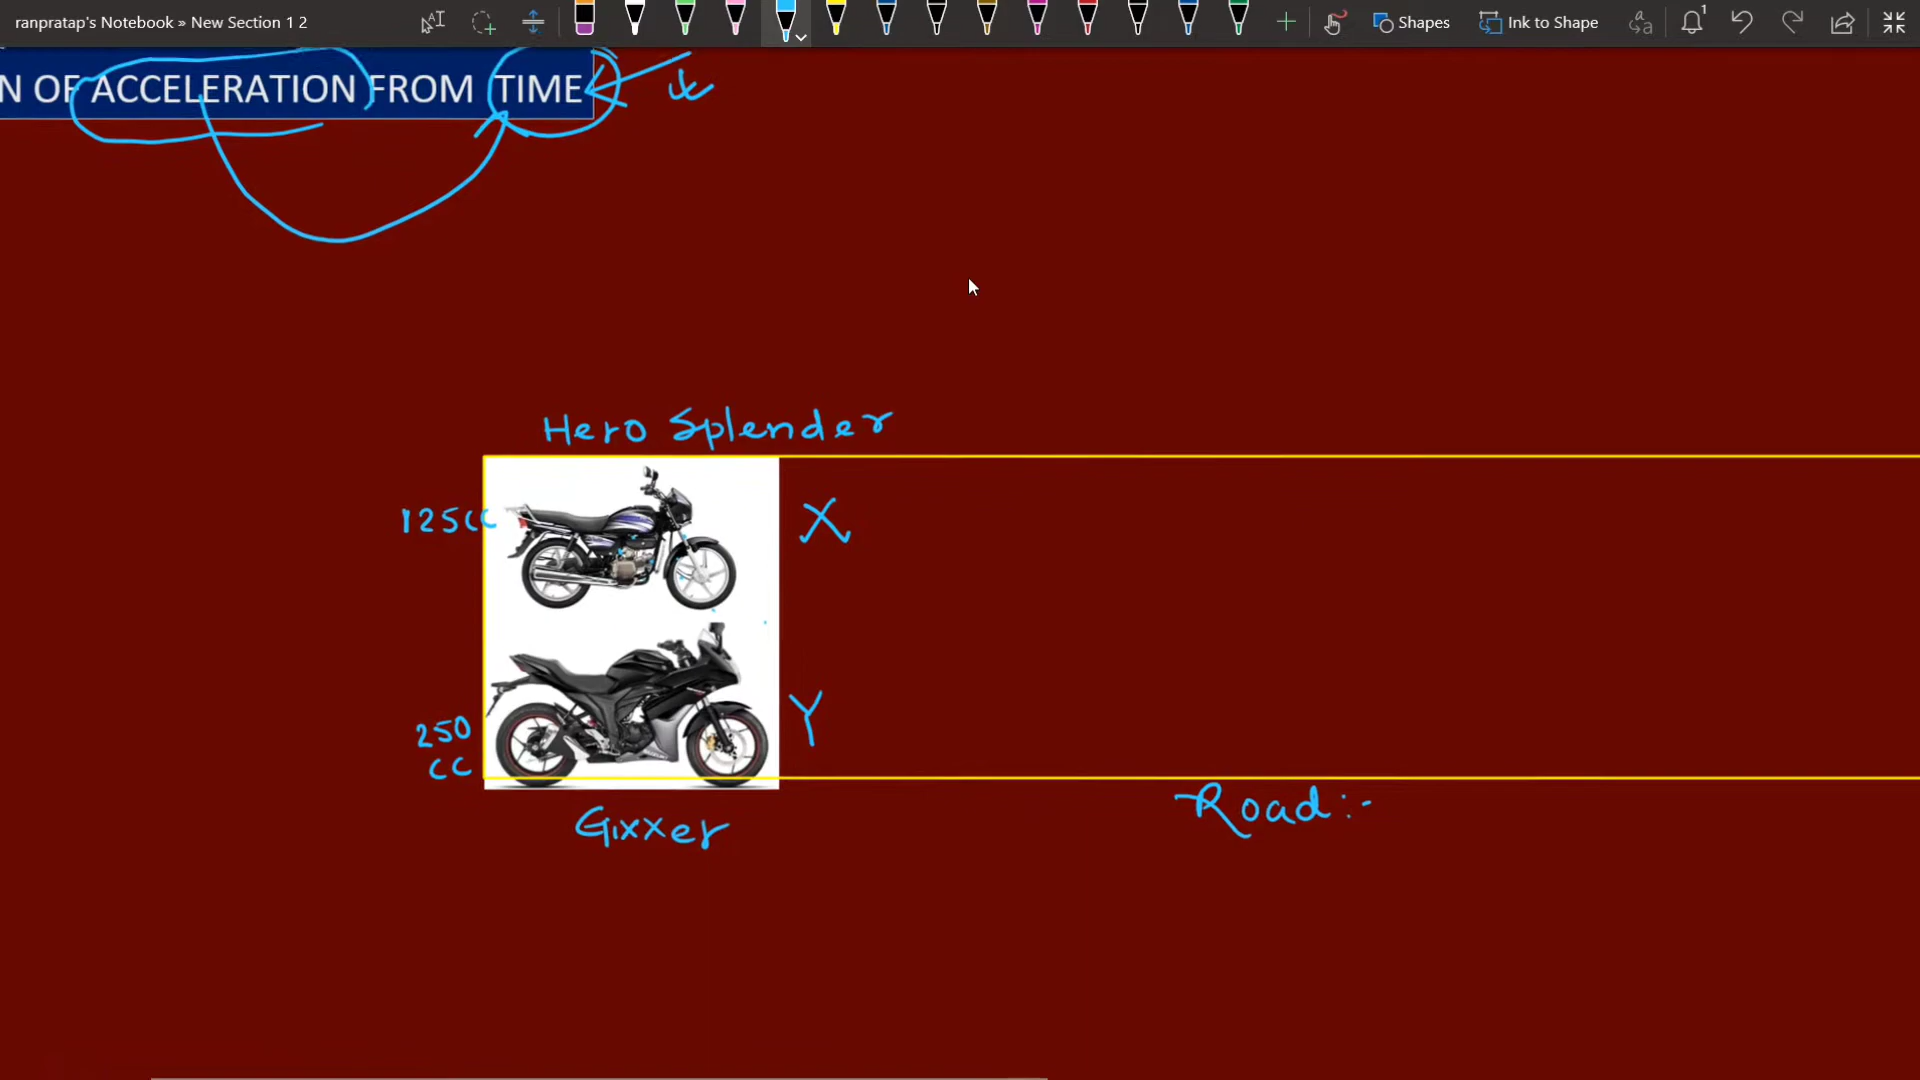 ranpratap's Notebook » New Section 1 2
Shapes
Ink to Shape
1
N OF ACCELERATION FROM TIME
t
Hero Splender
125CC
X
250
CC
Y
Gixxer
Road :-